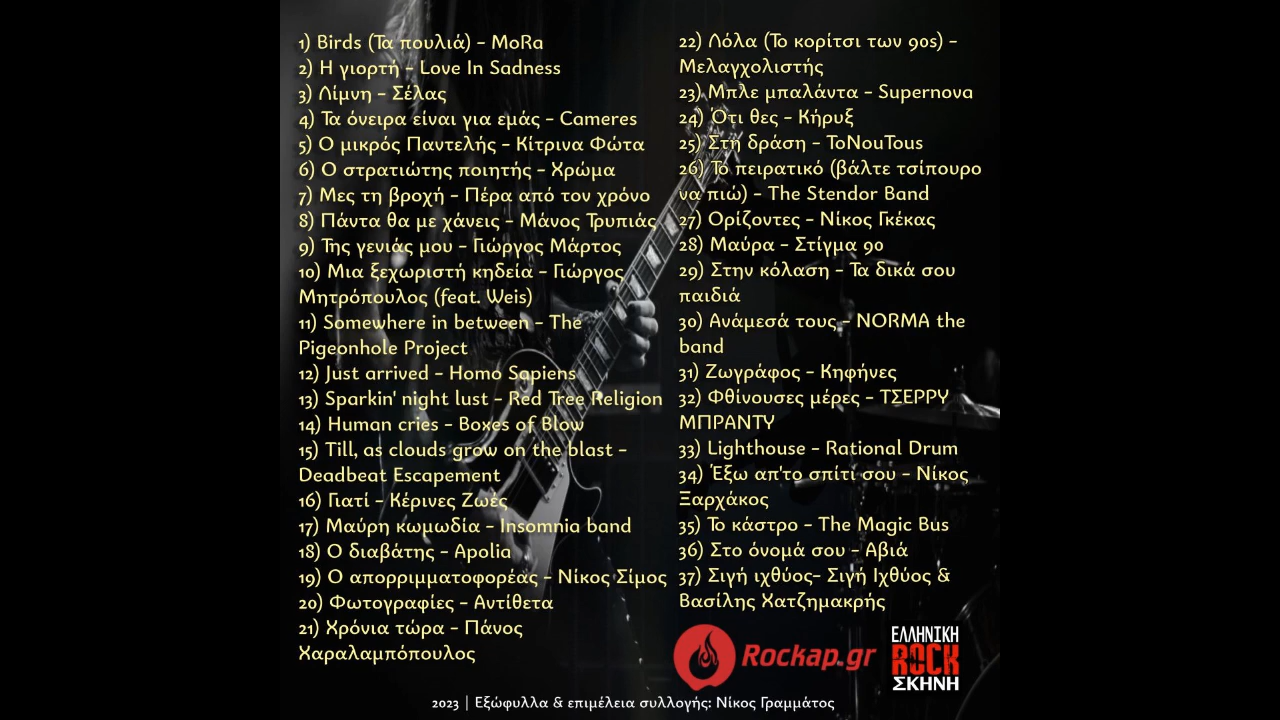 1) Birds (Τα πουλιά) - MoRa
2) Η γιορτή - Love In Sadness
3) Λίμνη - Σέλας
4) Τα όνειρα είναι για εμάς - Cameres
5) Ο μικρός Παντελής - Κίτρινα Φώτα
6) Ο στρατιώτης ποιητής - Χρώμα
7) Μες τη βροχή - Πέρα από τον χρόνο
8) Πάντα θα με χάνεις - Μάνος Τρυπιάς
9) Της γενιάς μου - Γιώργος Μάρτος
10) Μια ξεχωριστή κηδεία - Γιώργος
Μητρόπουλος (feat. Weis)
11) Somewhere in between - The
Pigeonhole Project
12) Just arrived - Homo Sapiens
13) Sparkin' night lust - Red Tree Religion
14) Human cries - Boxes of Blow
15) Till, as clouds grow on the blast -
Deadbeat Escapement
16) Γιατί - Κέρινες Ζωές
17) Μαύρη κωμωδία - Insomnia band
18) Ο διαβάτης - Apolia
19) Ο απορριμματοφορέας - Νίκος Σίμος
20) Φωτογραφίες - Αντίθετα
21) Χρόνια τώρα - Πάνος
Χαραλαμπόπουλος
22) Λόλα (Το κορίτσι των 90s) -
Μελαγχολιστής
23) Μπλε μπαλάντα - Supernova
24) Ότι θες - Κήρυξ
25) Στη δράση - ToNouTous
26) Το πειρατικό (βάλτε τσίπουρο
να πιώ) - The Stendor Band
27) Ορίζοντες - Νίκος Γκέκας
28) Μαύρα - Στίγμα 90
29) Στην κόλαση - Τα δικά σου
παιδιά
30) Ανάμεσά τους - NORMA the
band
31) Ζωγράφος - Κηφήνες
32) Φθίνουσες μέρες - ΤΣΕΡΡΥ
ΜΠΡΑΝΤΥ
33) Lighthouse - Rational Drum
34) Έξω απ'το σπίτι σου - Νίκος
Ξαρχάκος
35) Το κάστρο - The Magic Bus
36) Στο όνομά σου - Αβιά
37) Σιγή ιχθύος- Σιγή Ιχθύος &
Βασίλης Χατζημακρής
Rockap.gr
ΕΛΛΗΝΙΚΗ
ROCK
ΣΚΗΝΗ
2023 | Εξώφυλλα & επιμέλεια συλλογής: Νίκος Γραμμάτος